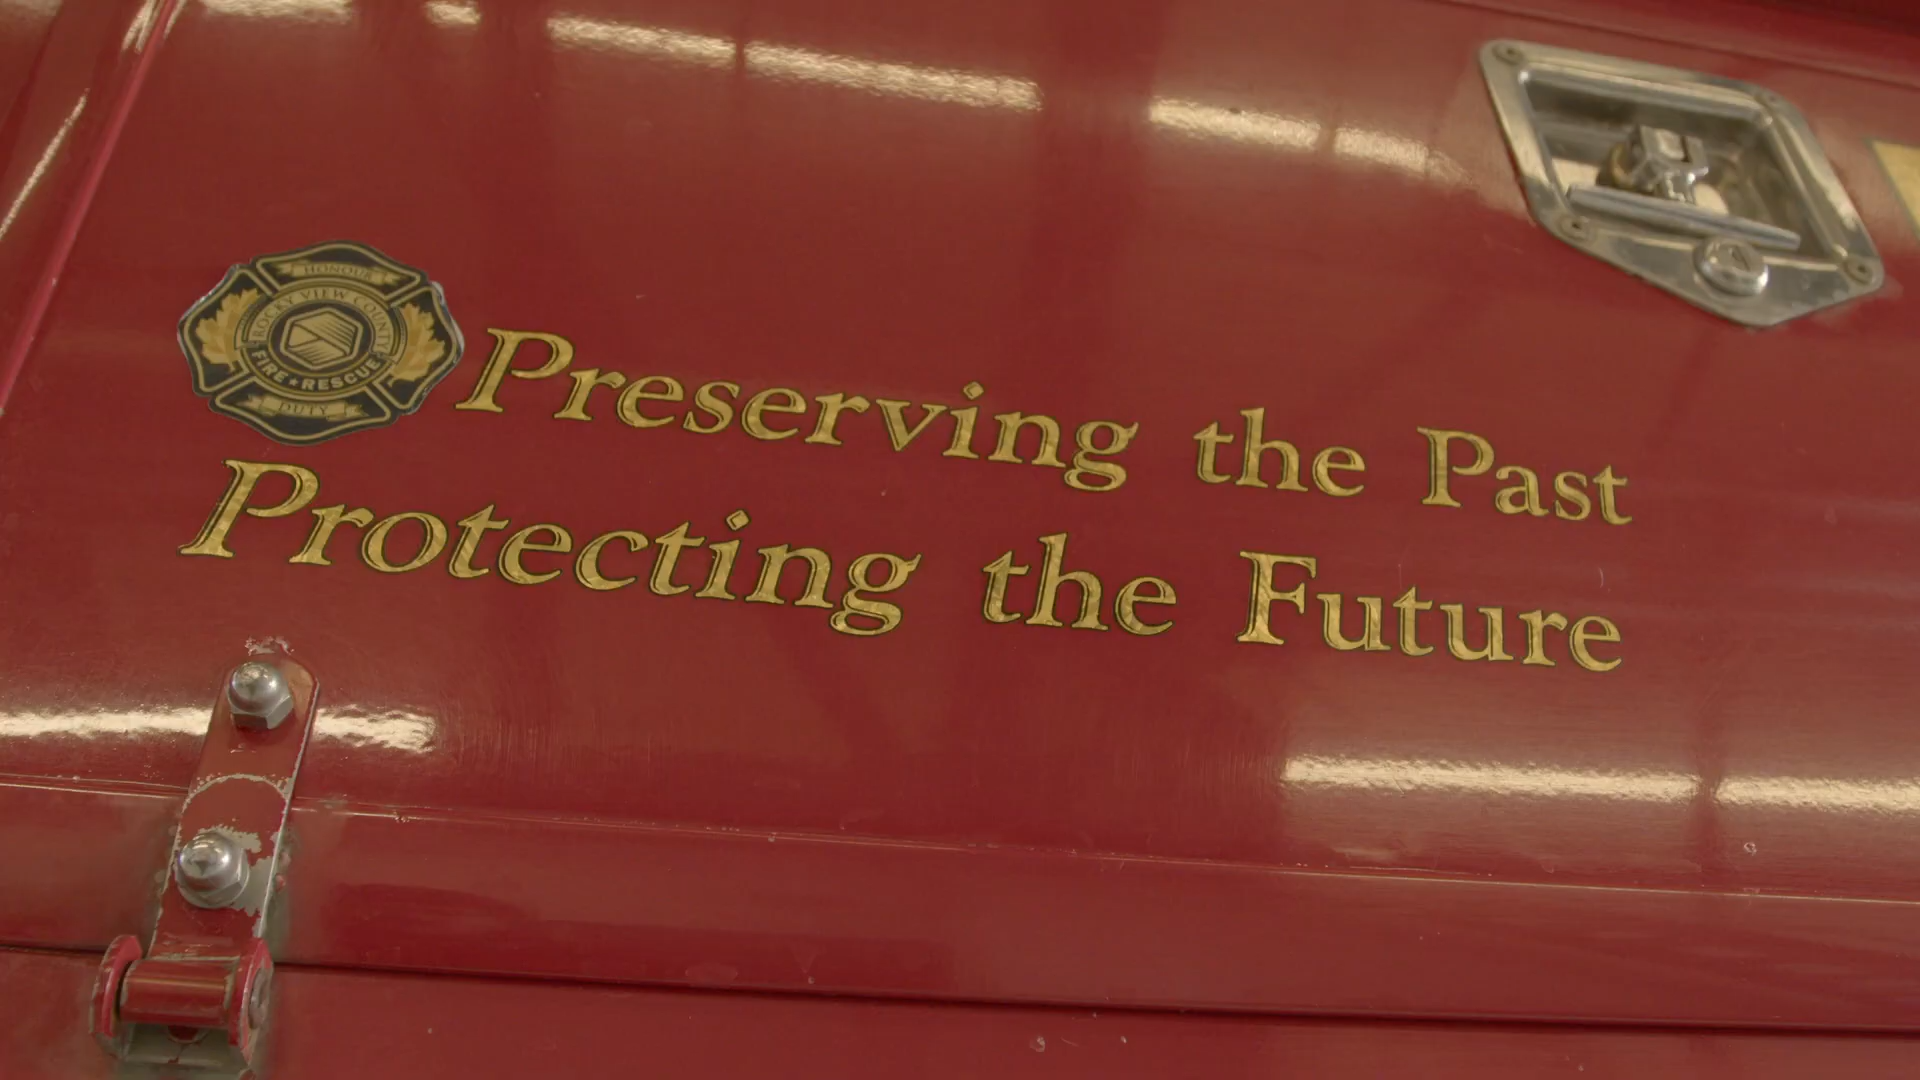 HONOUR
ROCKY VIEW COUNTY
FIRE★RESCUE
DUTY
Preserving the Past
Protecting the Future